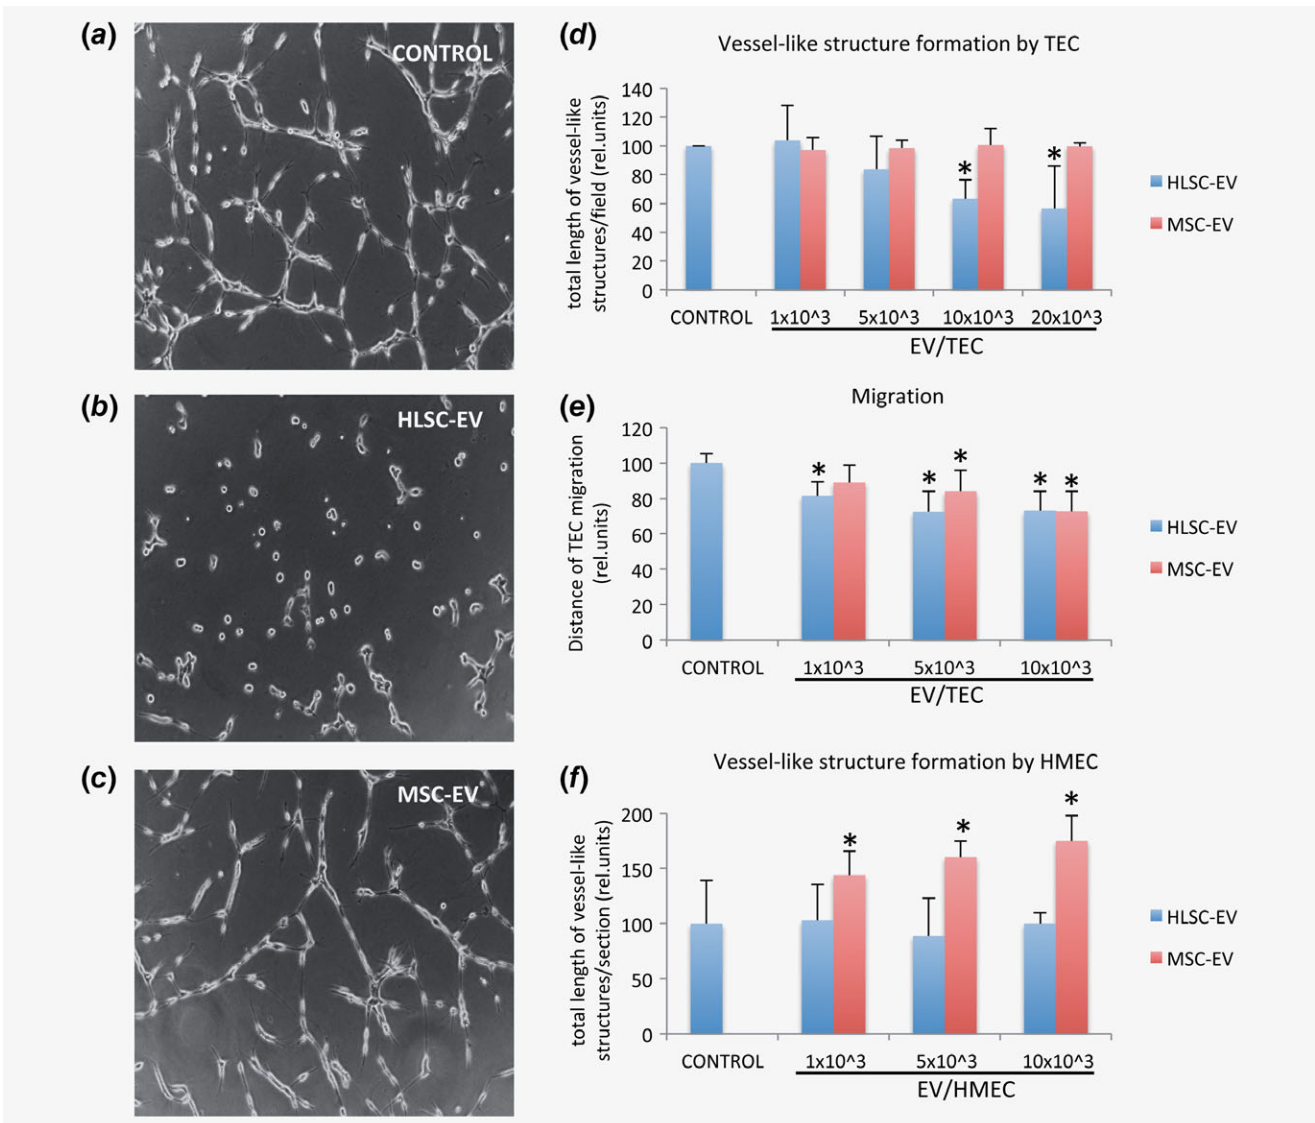 (a)
CONTROL
(b)
HLSC-EV
(c)
MSC-EV
(d)
Vessel-like structure formation by TEC
total length of vessel-like
structures/field (rel.units)
140
120
100
80
60
40
20
0
*
*
CONTROL 1x10^3 5x10^3 10x10^3 20x10^3
EV/TEC
HLSC-EV
MSC-EV
(e)
Migration
Distance of TEC migration
(rel.units)
120
100
80
60
40
20
0
*
*
*
*
*
CONTROL 1x10^3 5x10^3 10x10^3
EV/TEC
HLSC-EV
MSC-EV
(f)
Vessel-like structure formation by HMEC
total length of vessel-like
structures/section (rel.units)
200
150
100
50
0
*
*
*
CONTROL 1x10^3 5x10^3 10x10^3
EV/HMEC
HLSC-EV
MSC-EV